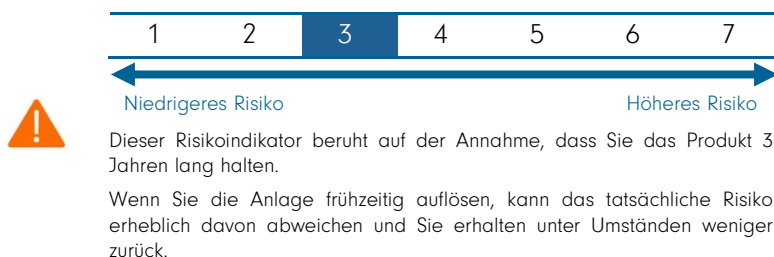 1 2 3 4 5 6 7
Niedrigeres Risiko Höheres Risiko
Dieser Risikoindikator beruht auf der Annahme, dass Sie das Produkt 3
Jahren lang halten.
Wenn Sie die Anlage frühzeitig auflösen, kann das tatsächliche Risiko
erheblich davon abweichen und Sie erhalten unter Umständen weniger
zurück.